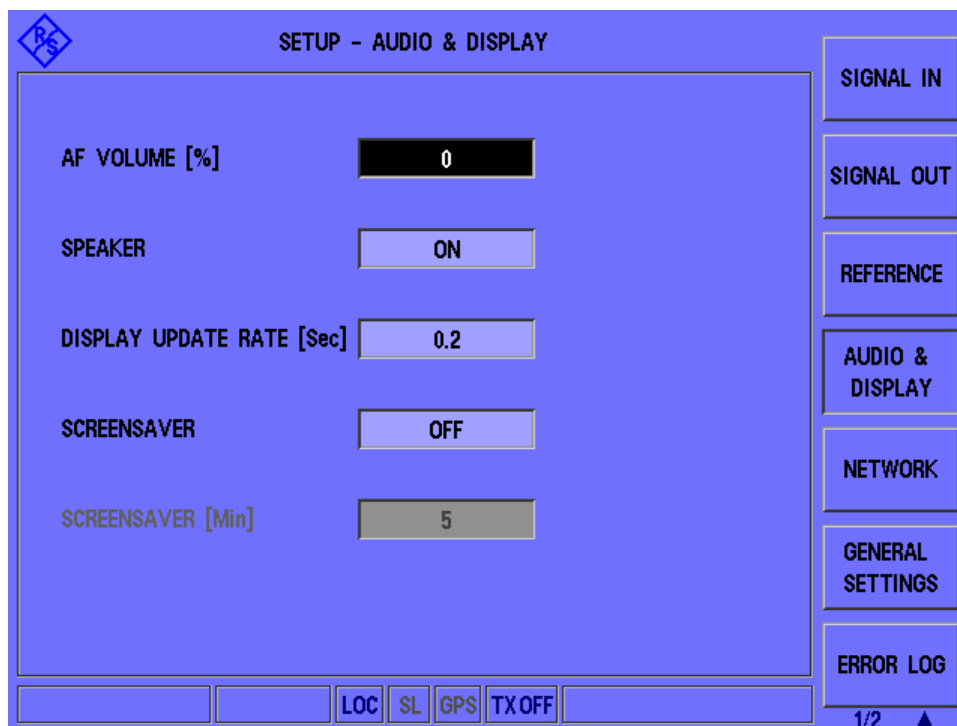 R/S
SETUP - AUDIO & DISPLAY
AF VOLUME [%] 0
SPEAKER ON
DISPLAY UPDATE RATE [Sec] 0.2
SCREENSAVER OFF
SCREENSAVER [Min] 5
SIGNAL IN
SIGNAL OUT
REFERENCE
AUDIO &
DISPLAY
NETWORK
GENERAL
SETTINGS
ERROR LOG
LOC SL GPS TX OFF
1/2